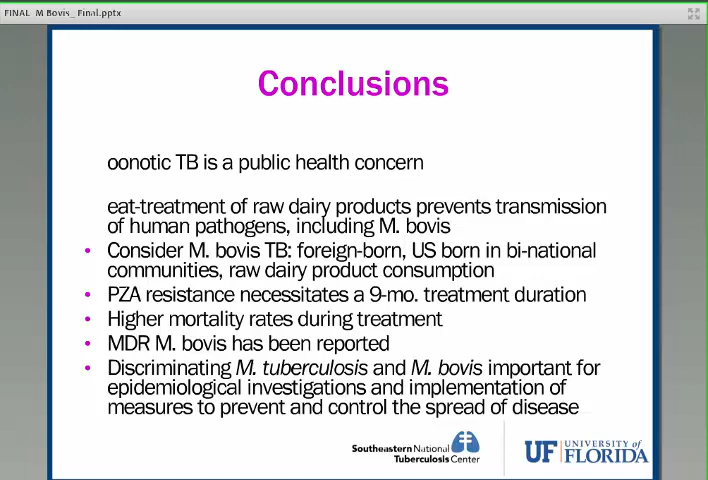 FINAL M Bovis_ Final.pptx
Conclusions
oonotic TB is a public health concern
eat-treatment of raw dairy products prevents transmission
of human pathogens, including M. bovis
• Consider M. bovis TB: foreign-born, US born in bi-national
communities, raw dairy product consumption
• PZA resistance necessitates a 9-mo. treatment duration
• Higher mortality rates during treatment
• MDR M. bovis has been reported
• Discriminating M. tuberculosis and M. bovis important for
epidemiological investigations and implementation of
measures to prevent and control the spread of disease
Southeastern National
Tuberculosis Center
UF UNIVERSITY of
FLORIDA